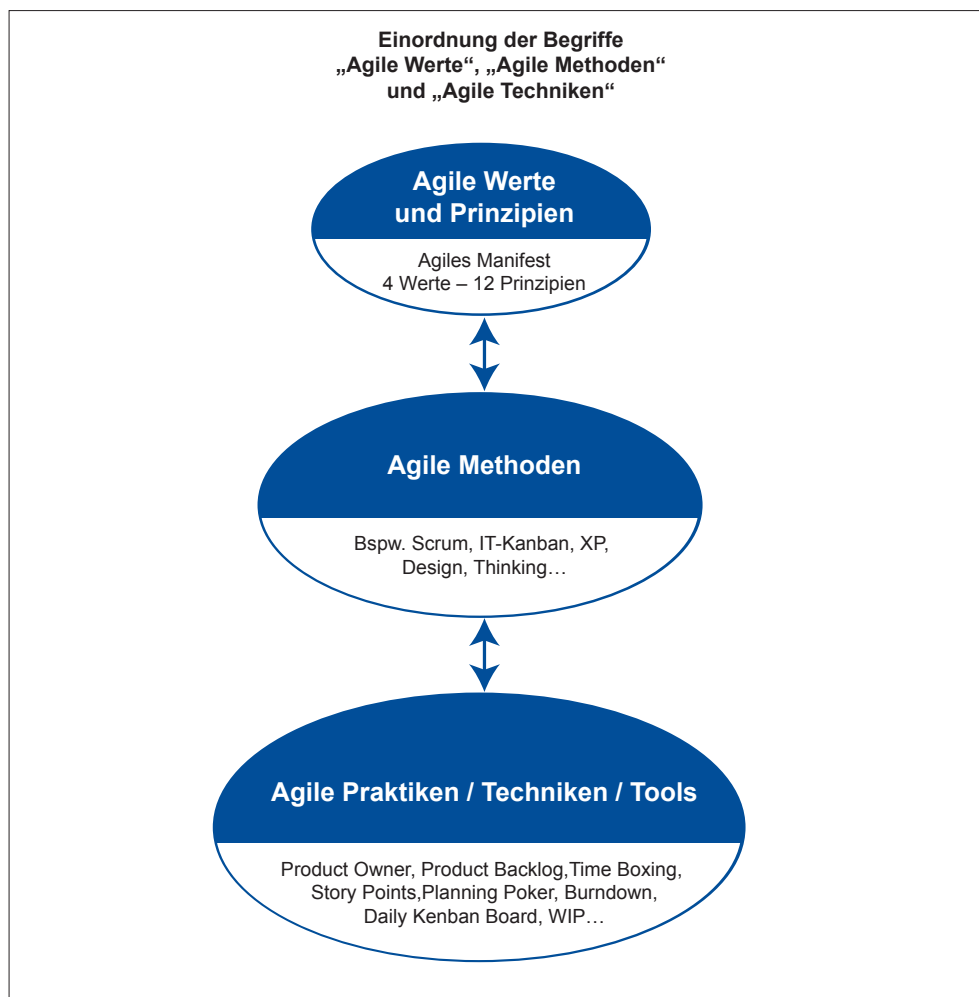 Einordnung der Begriffe
„Agile Werte“, „Agile Methoden“
und „Agile Techniken“
Agile Werte
und Prinzipien
Agiles Manifest
4 Werte – 12 Prinzipien
Agile Methoden
Bspw. Scrum, IT-Kanban, XP,
Design, Thinking…
Agile Praktiken / Techniken / Tools
Product Owner, Product Backlog,Time Boxing,
Story Points,Planning Poker, Burndown,
Daily Kenban Board, WIP…